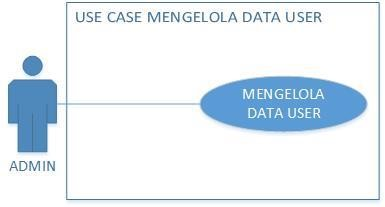 USE CASE MENGELOLA DATA USER
MENGELOLA
DATA USER
ADMIN